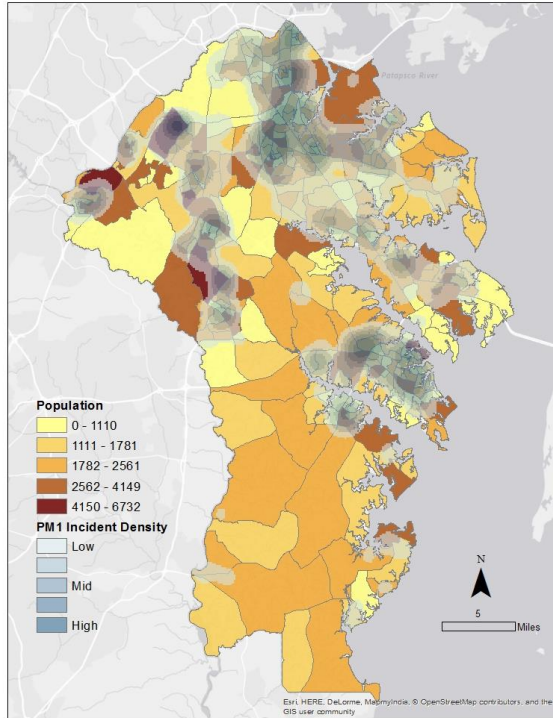 Patapsco River
Population
0 - 1110
1111 - 1781
1782 - 2561
2562 - 4149
4150 - 6732
PM1 Incident Density
Low
Mid
High
N
5
Miles
Esri, HERE, DeLorme, MapmyIndia, © OpenStreetMap contributors, and the
GIS user community